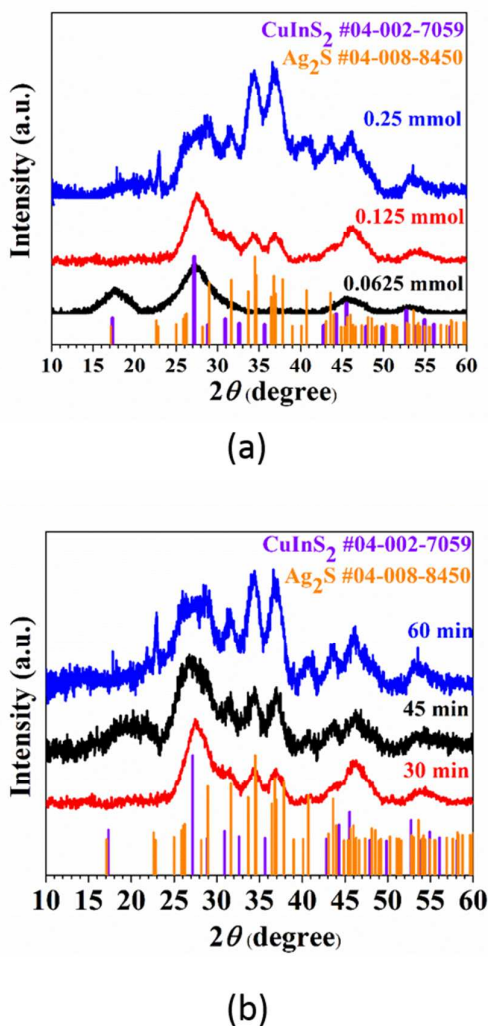 CuInS2 #04-002-7059
Ag2S #04-008-8450
0.25 mmol
0.125 mmol
0.0625 mmol
Intensity (a.u.)
10 15 20 25 30 35 40 45 50 55 60
2θ (degree)
(a)
CuInS2 #04-002-7059
Ag2S #04-008-8450
60 min
45 min
30 min
Intensity (a.u.)
10 15 20 25 30 35 40 45 50 55 60
2θ (degree)
(b)